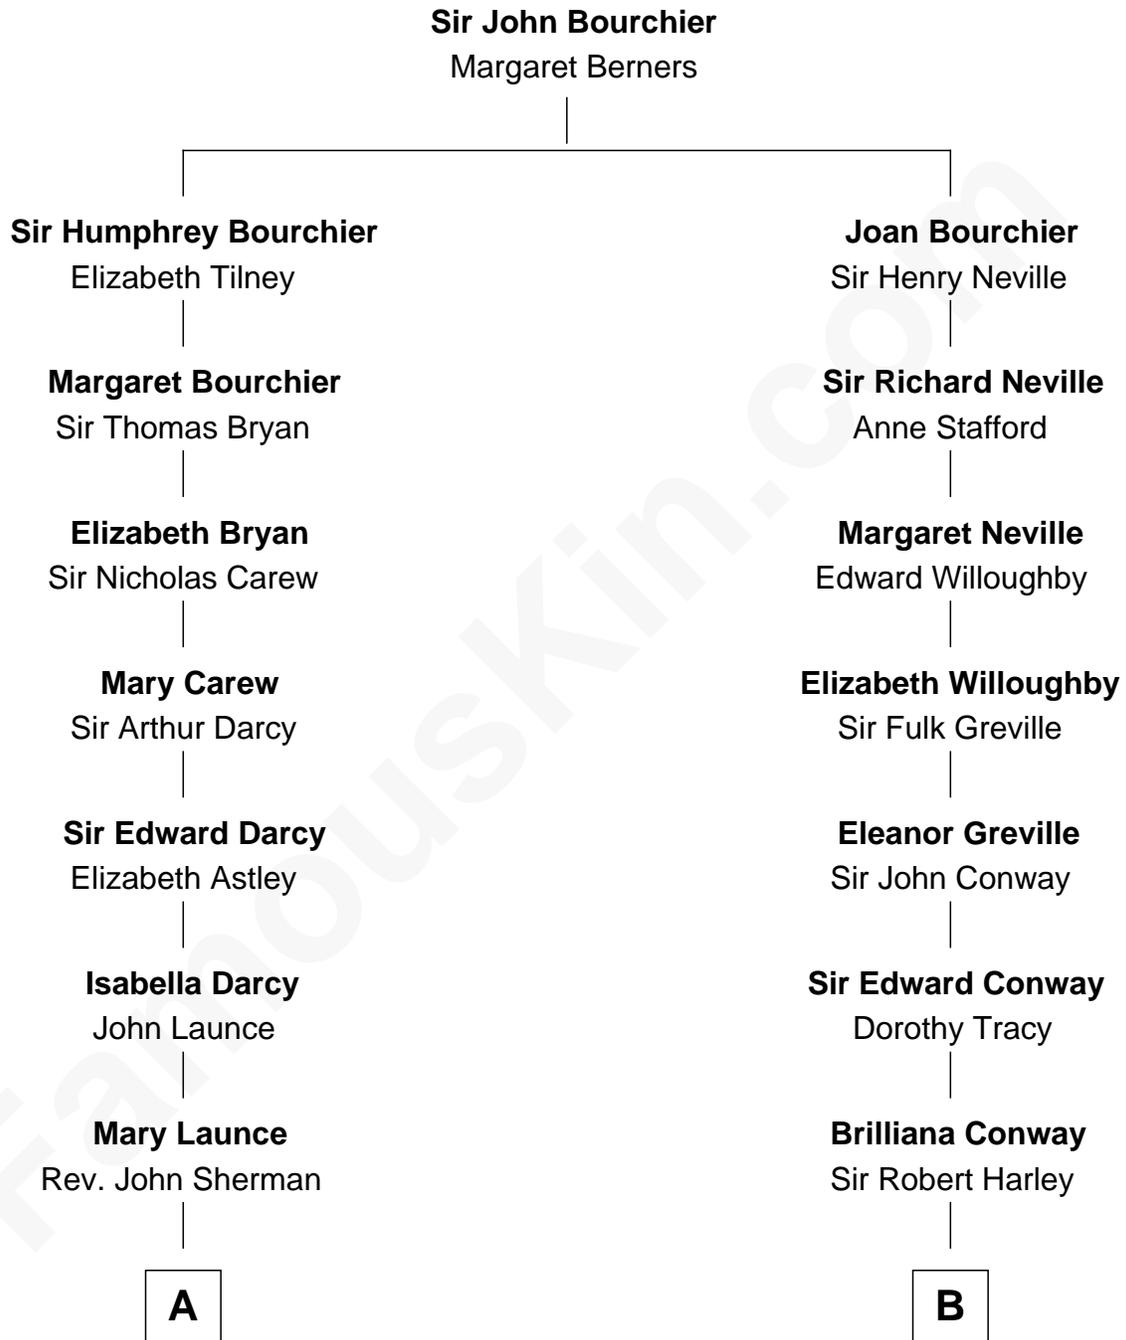 Sir John Bourchier
Margaret Berners
Sir Humphrey Bourchier
Elizabeth Tilney
Joan Bourchier
Sir Henry Neville
Margaret Bourchier
Sir Thomas Bryan
Sir Richard Neville
Anne Stafford
Elizabeth Bryan
Sir Nicholas Carew
Margaret Neville
Edward Willoughby
Mary Carew
Sir Arthur Darcy
Elizabeth Willoughby
Sir Fulk Greville
Sir Edward Darcy
Elizabeth Astley
Eleanor Greville
Sir John Conway
Isabella Darcy
John Launce
Sir Edward Conway
Dorothy Tracy
Mary Launce
Rev. John Sherman
Brilliana Conway
Sir Robert Harley
A
B
FamousKin.com